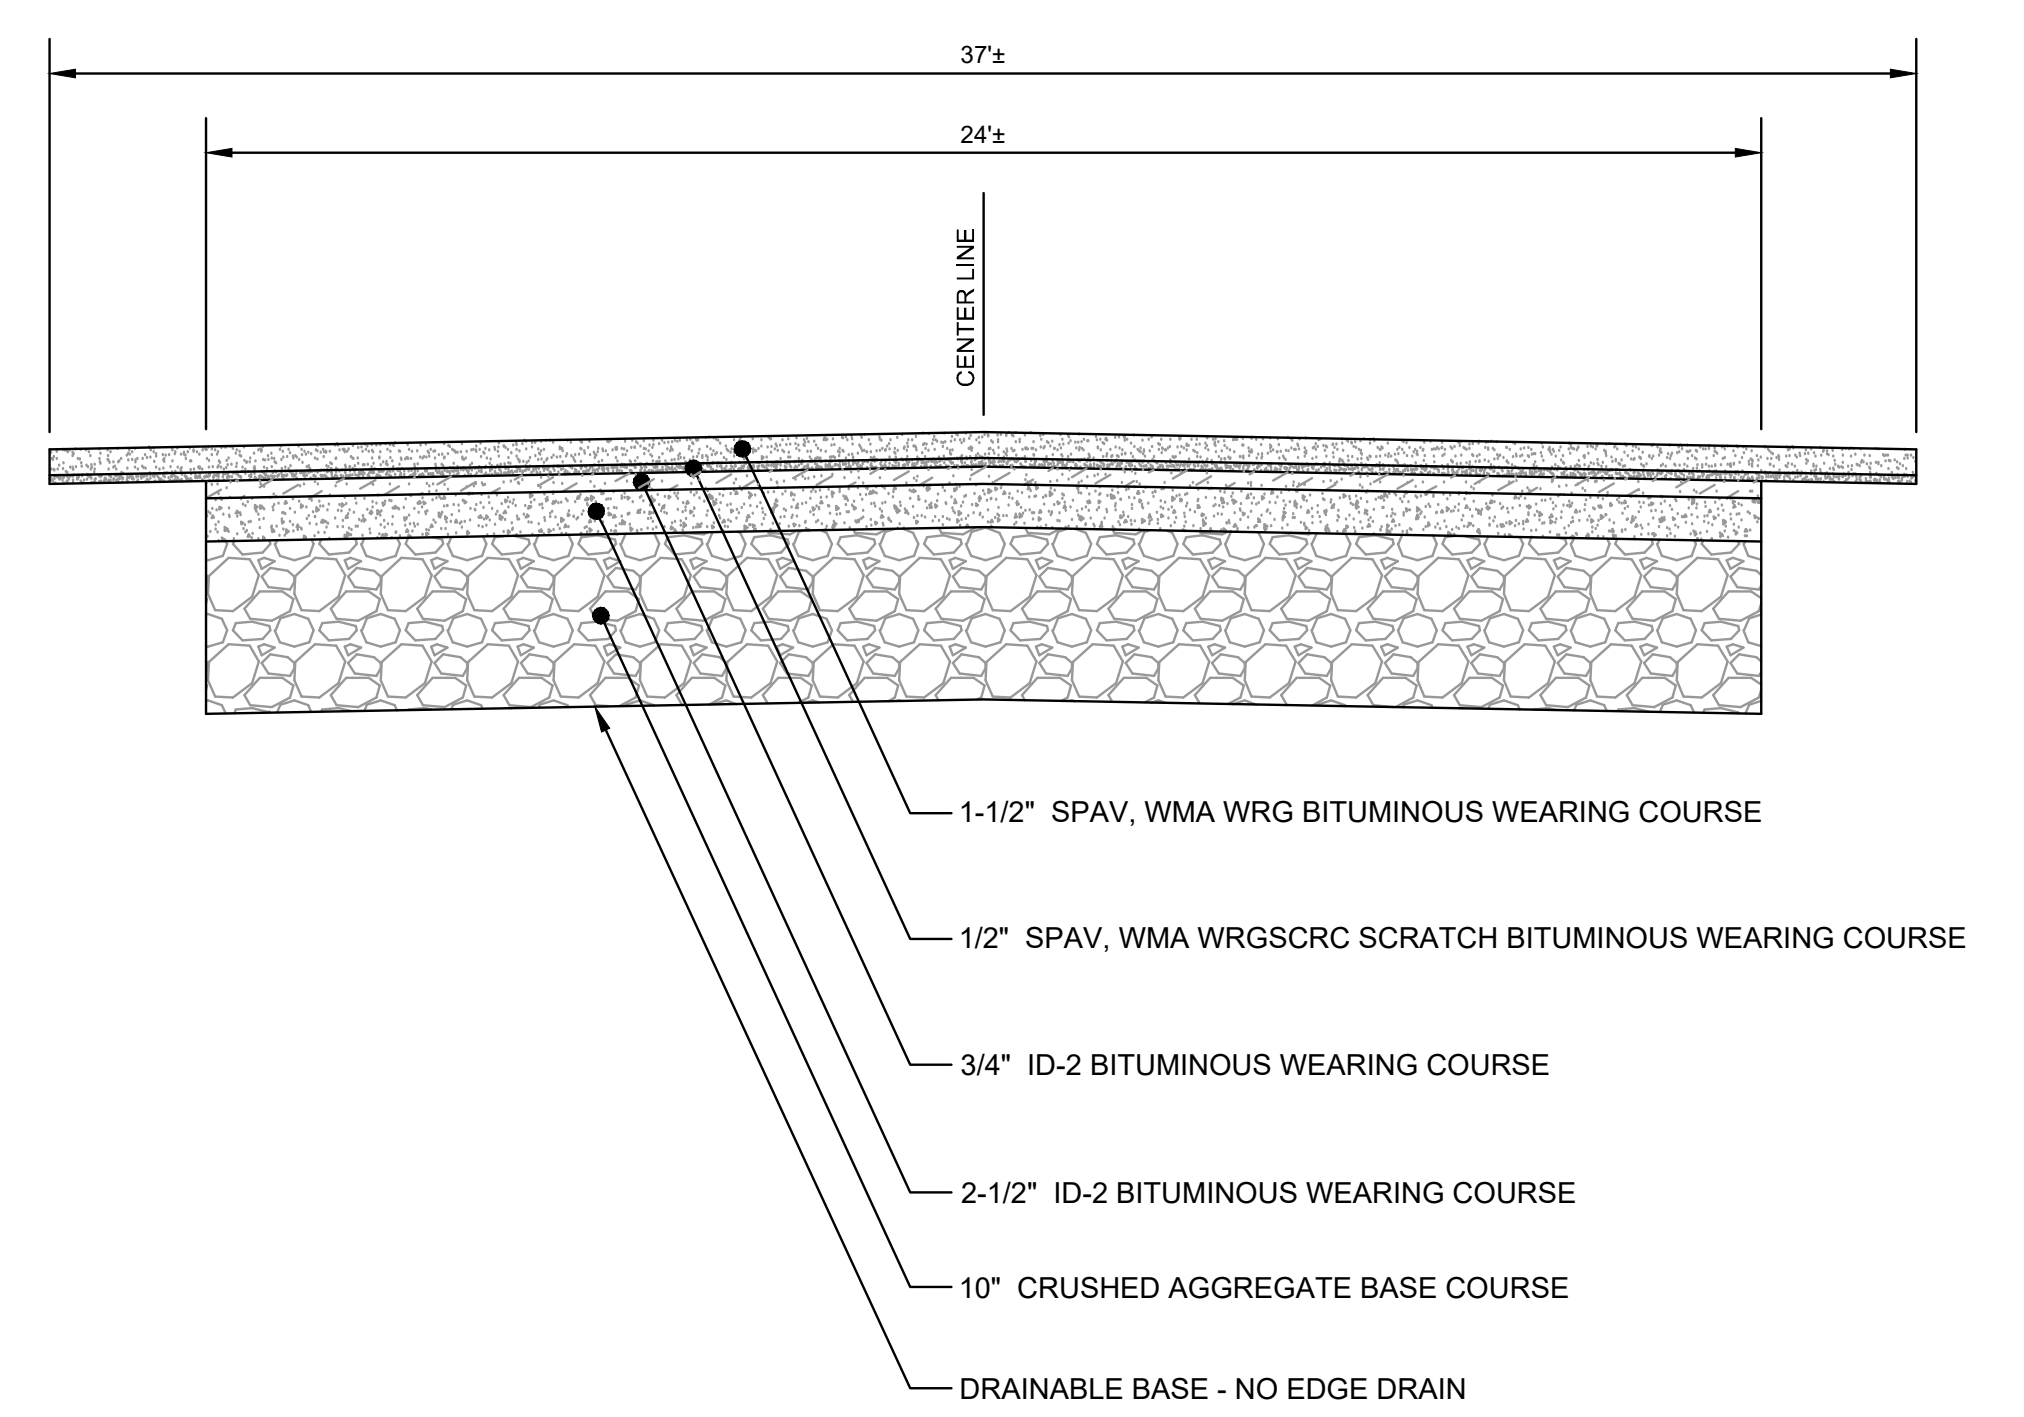 37'±
24'±
CENTER LINE
1-1/2" SPAV, WMA WRG BITUMINOUS WEARING COURSE
1/2" SPAV, WMA WRGSCRC SCRATCH BITUMINOUS WEARING COURSE
3/4" ID-2 BITUMINOUS WEARING COURSE
2-1/2" ID-2 BITUMINOUS WEARING COURSE
10" CRUSHED AGGREGATE BASE COURSE
DRAINABLE BASE - NO EDGE DRAIN